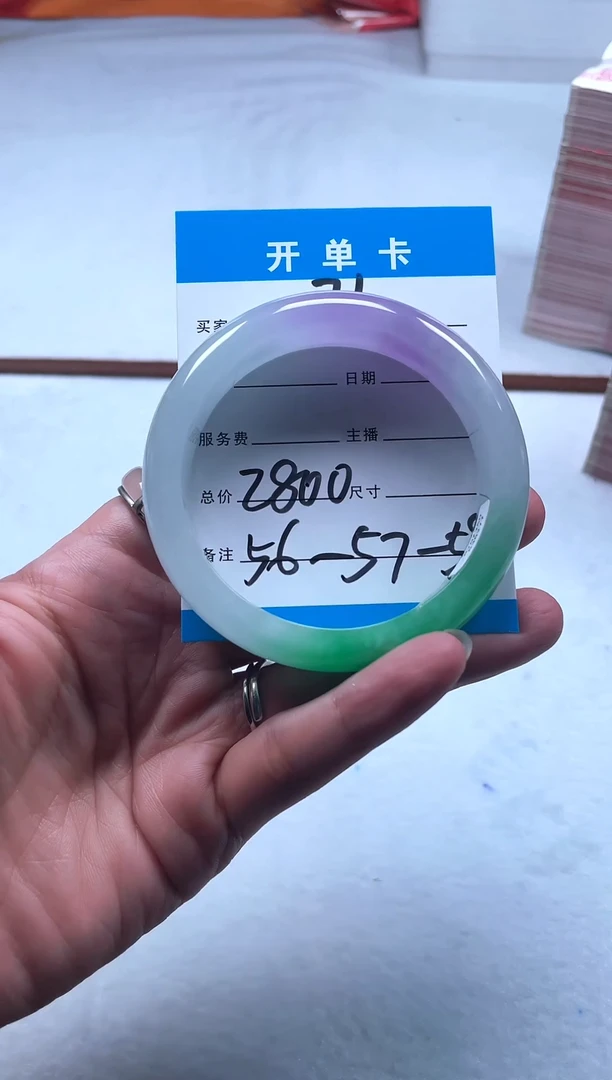 开单卡
买家
日期
服务费 主播
总价 2800 尺寸
备注 56-57-5